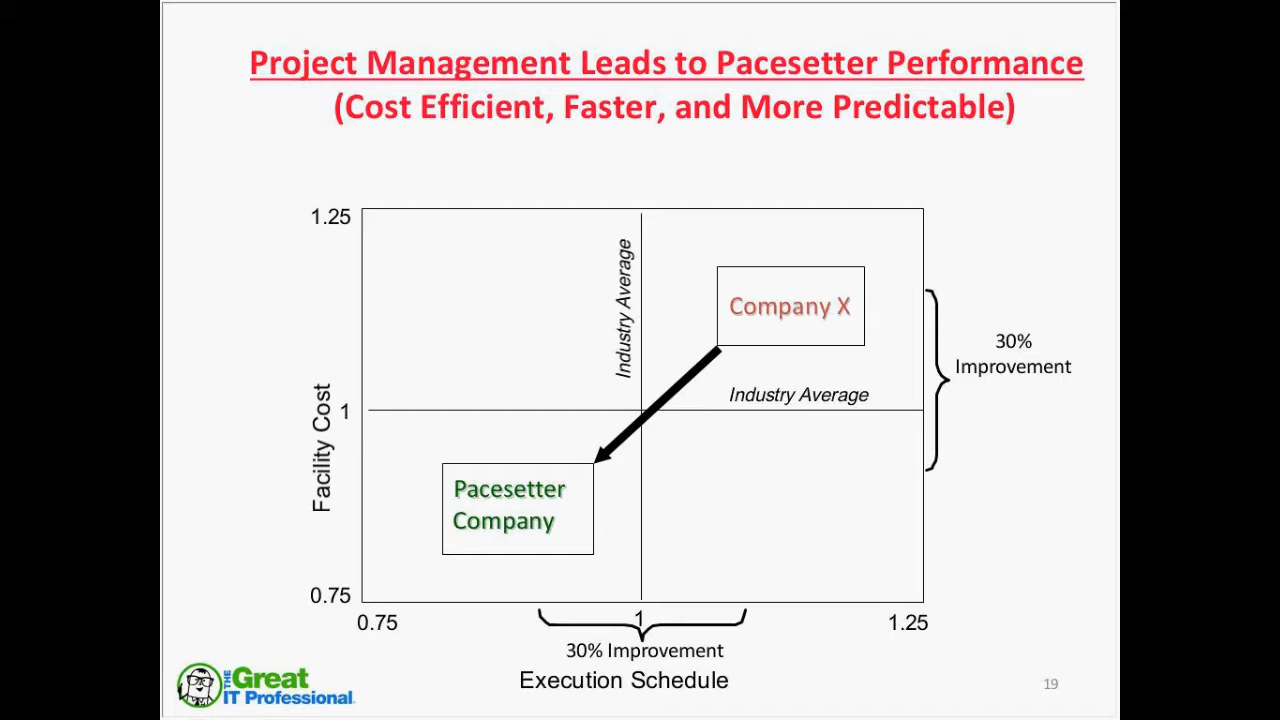 Project Management Leads to Pacesetter Performance
(Cost Efficient, Faster, and More Predictable)
1.25
Industry Average
Company X
30%
Improvement
Industry Average
Facility Cost
1
Pacesetter
Company
0.75
0.75
1
1.25
30% Improvement
Execution Schedule
THE Great
IT Professional
19